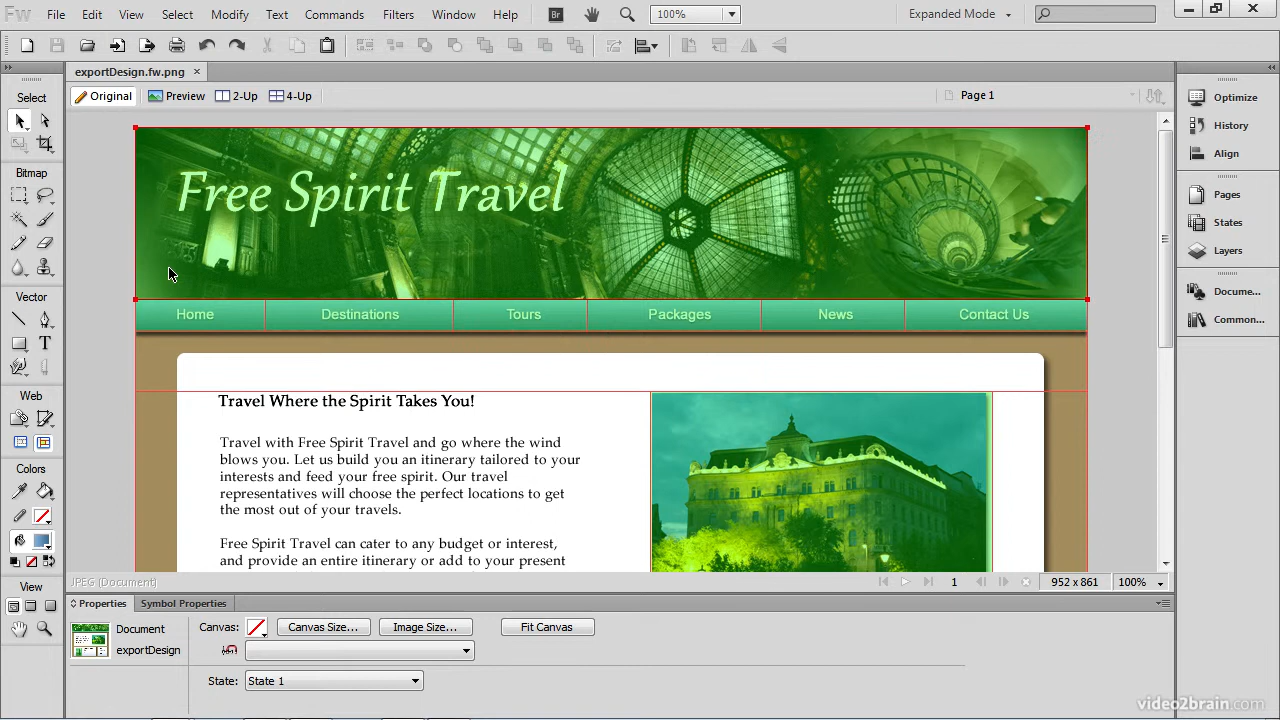 Fw File Edit View Select Modify Text Commands Filters Window Help Br 100% Expanded Mode
exportDesign.fw.png ×
Original Preview 2-Up 4-Up Page 1
Select
Bitmap
Vector
Web
Colors
View
Free Spirit Travel
Home Destinations Tours Packages News Contact Us
Travel Where the Spirit Takes You!
Travel with Free Spirit Travel and go where the wind
blows you. Let us build you an itinerary tailored to your
interests and feed your free spirit. Our travel
representatives will choose the perfect locations to get
the most out of your travels.
Free Spirit Travel can cater to any budget or interest,
and provide an entire itinerary or add to your present
Optimize
History
Align
Pages
States
Layers
Docume...
Common...
JPEG (Document) 1 952 x 861 100%
Properties Symbol Properties
Document
exportDesign
Canvas: Canvas Size... Image Size... Fit Canvas
State: State 1
video2brain.com